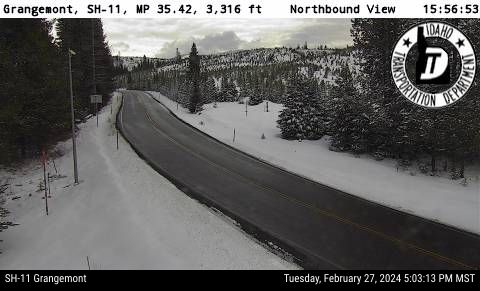 Grangemont, SH-11, MP 35.42, 3,316 ft Northbound View 15:56:53
IDAHO
TRANSPORTATION DEPARTMENT
SH-11 Grangemont Tuesday, February 27, 2024 5:03:13 PM MST